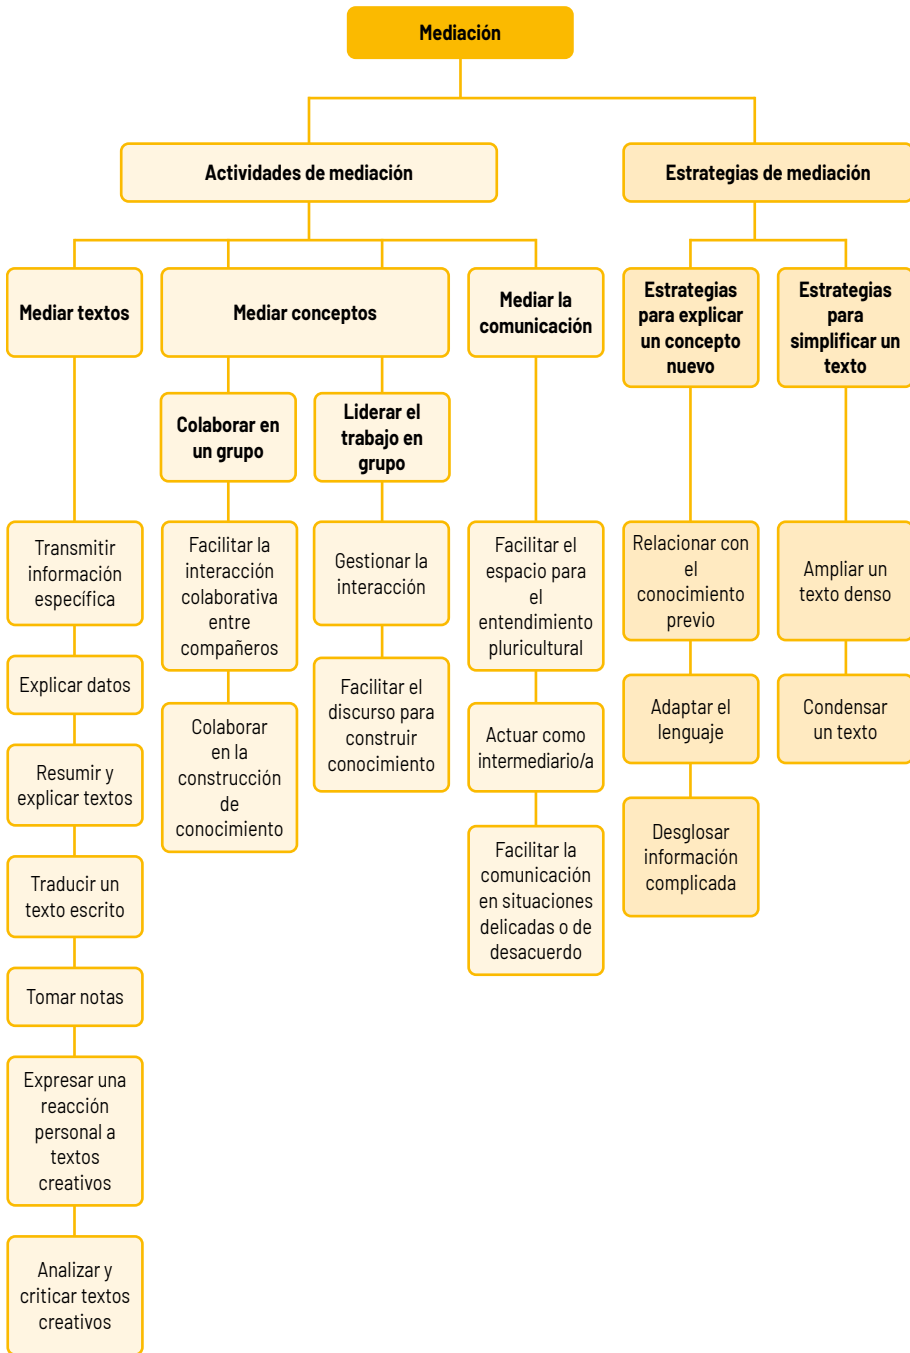 Mediación
Actividades de mediación
Estrategias de mediación
Mediar textos
Mediar conceptos
Mediar la
comunicación
Estrategias
para explicar
un concepto
nuevo
Estrategias
para
simplificar un
texto
Colaborar en
un grupo
Liderar el
trabajo en
grupo
Transmitir
información
específica
Explicar datos
Resumir y
explicar textos
Traducir un
texto escrito
Tomar notas
Expresar una
reacción
personal a
textos
creativos
Analizar y
criticar textos
creativos
Facilitar la
interacción
colaborativa
entre
compañeros
Colaborar
en la
construcción
de
conocimiento
Gestionar la
interacción
Facilitar el
discurso para
construir
conocimiento
Facilitar el
espacio para
el
entendimiento
pluricultural
Actuar como
intermediario/a
Facilitar la
comunicación
en situaciones
delicadas o de
desacuerdo
Relacionar con
el
conocimiento
previo
Adaptar el
lenguaje
Desglosar
información
complicada
Ampliar un
texto denso
Condensar
un texto